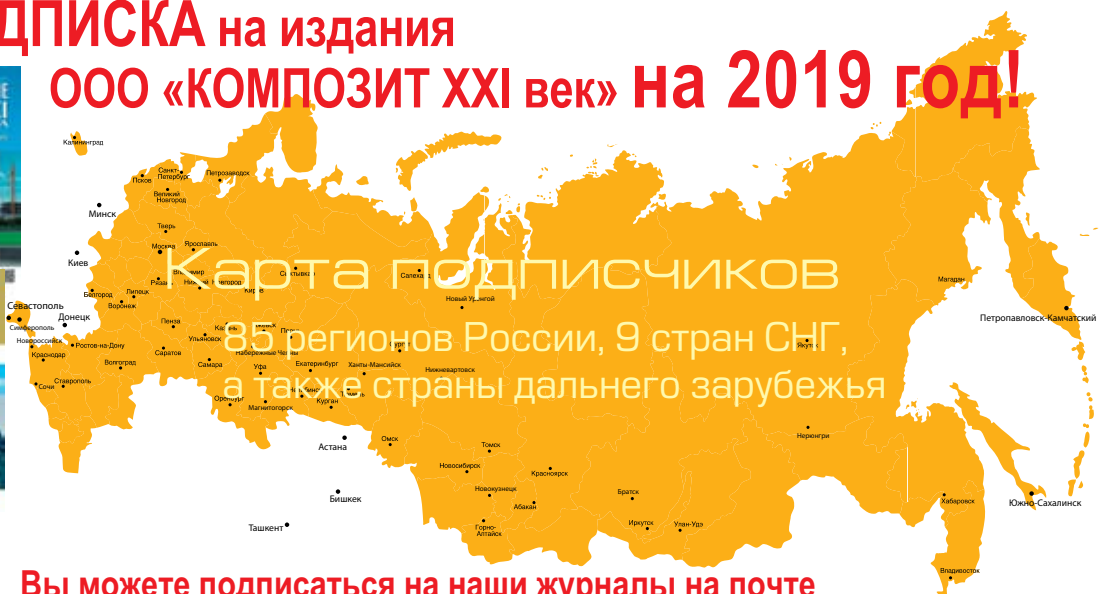 ДПИСКА на издания
ООО «КОМПОЗИТ XXI век» на 2019 год!
Калининград
Санкт-
Петербург
Петрозаводск
Псков
Великий
Новгород
Минск
Тверь
Москва
Ярославль
Киев
Карта подписчиков
Владимир
Сыктывкар
Салехард
Рязань
Нижний Новгород
Киров
Магадан
Белгород
Липецк
Воронеж
Новый Уренгой
Севастополь
Донецк
Симферополь
Петропавловск-Камчатский
85 регионов России, 9 стран СНГ,
Пенза
Казань
Ижевск
Ульяновск
Новороссийск
Ростов-на-Дону
Краснодар
Саратов
Набережные Челны
Сургут
Якутск
Волгоград
Самара
Уфа
Екатеринбург
Ханты-Мансийск
Нижневартовск
а также страны дальнего зарубежья
Сочи
Ставрополь
Оренбург
Магнитогорск
Челябинск
Курган
Тюмень
Астана
Омск
Томск
Нерюнгри
Новосибирск
Красноярск
Бишкек
Новокузнецк
Абакан
Братск
Хабаровск
Южно-Сахалинск
Ташкент
Горно-
Алтайск
Иркутск
Улан-Удэ
Владивосток
Вы можете подписаться на наши журналы на почте